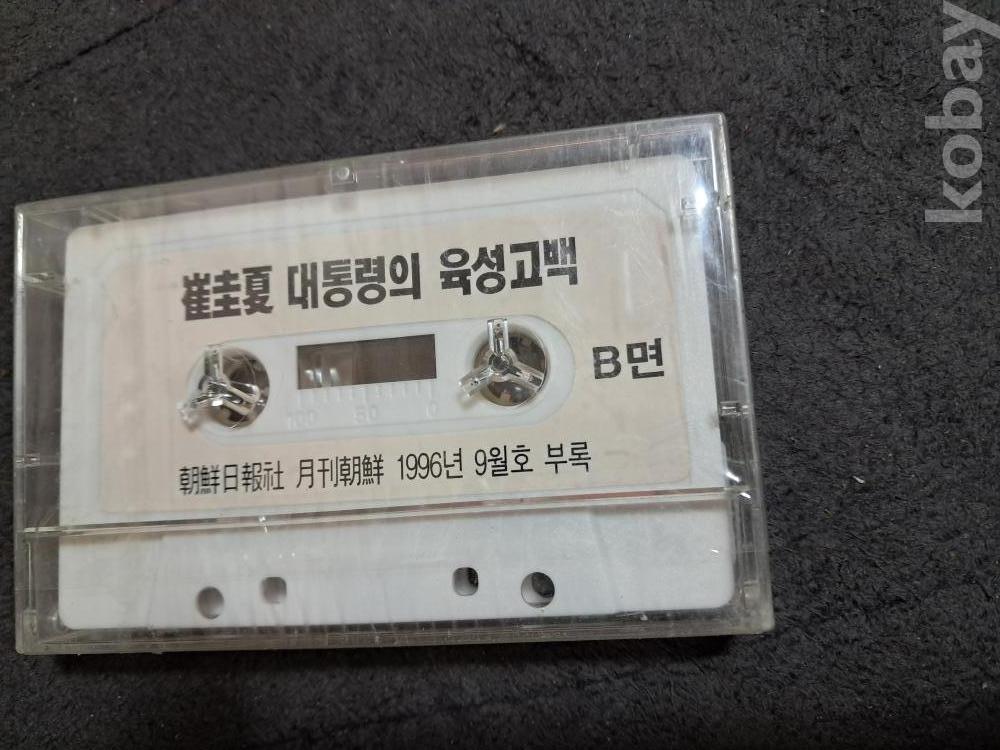 崔圭夏 대통령의 육성고백
B면
100 50 0
朝鮮日報社 月刊朝鮮 1996년 9월호 부록
kobay